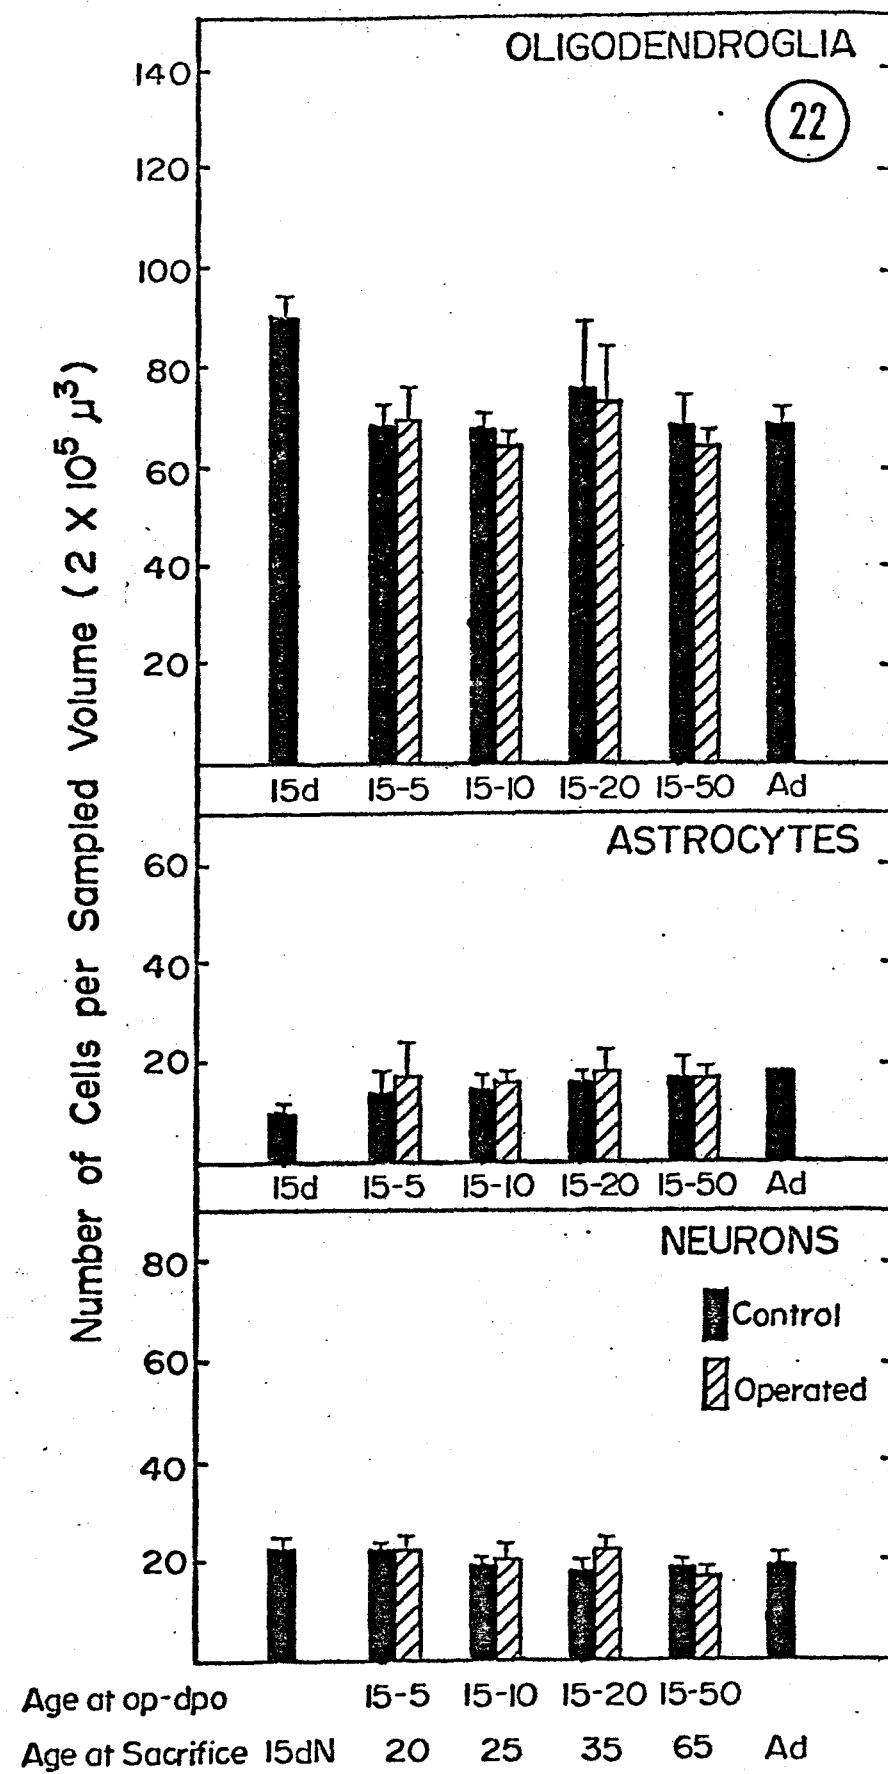 OLIGODENDROGLIA
22
140
120
100
80
60
40
20
15d 15-5 15-10 15-20 15-50 Ad
ASTROCYTES
60
40
20
15d 15-5 15-10 15-20 15-50 Ad
NEURONS
80
60
40
20
Control
Operated
Number of Cells per Sampled Volume (2 X 10⁵ μ³)
Age at op-dpo 15-5 15-10 15-20 15-50
Age at Sacrifice 15dN 20 25 35 65 Ad